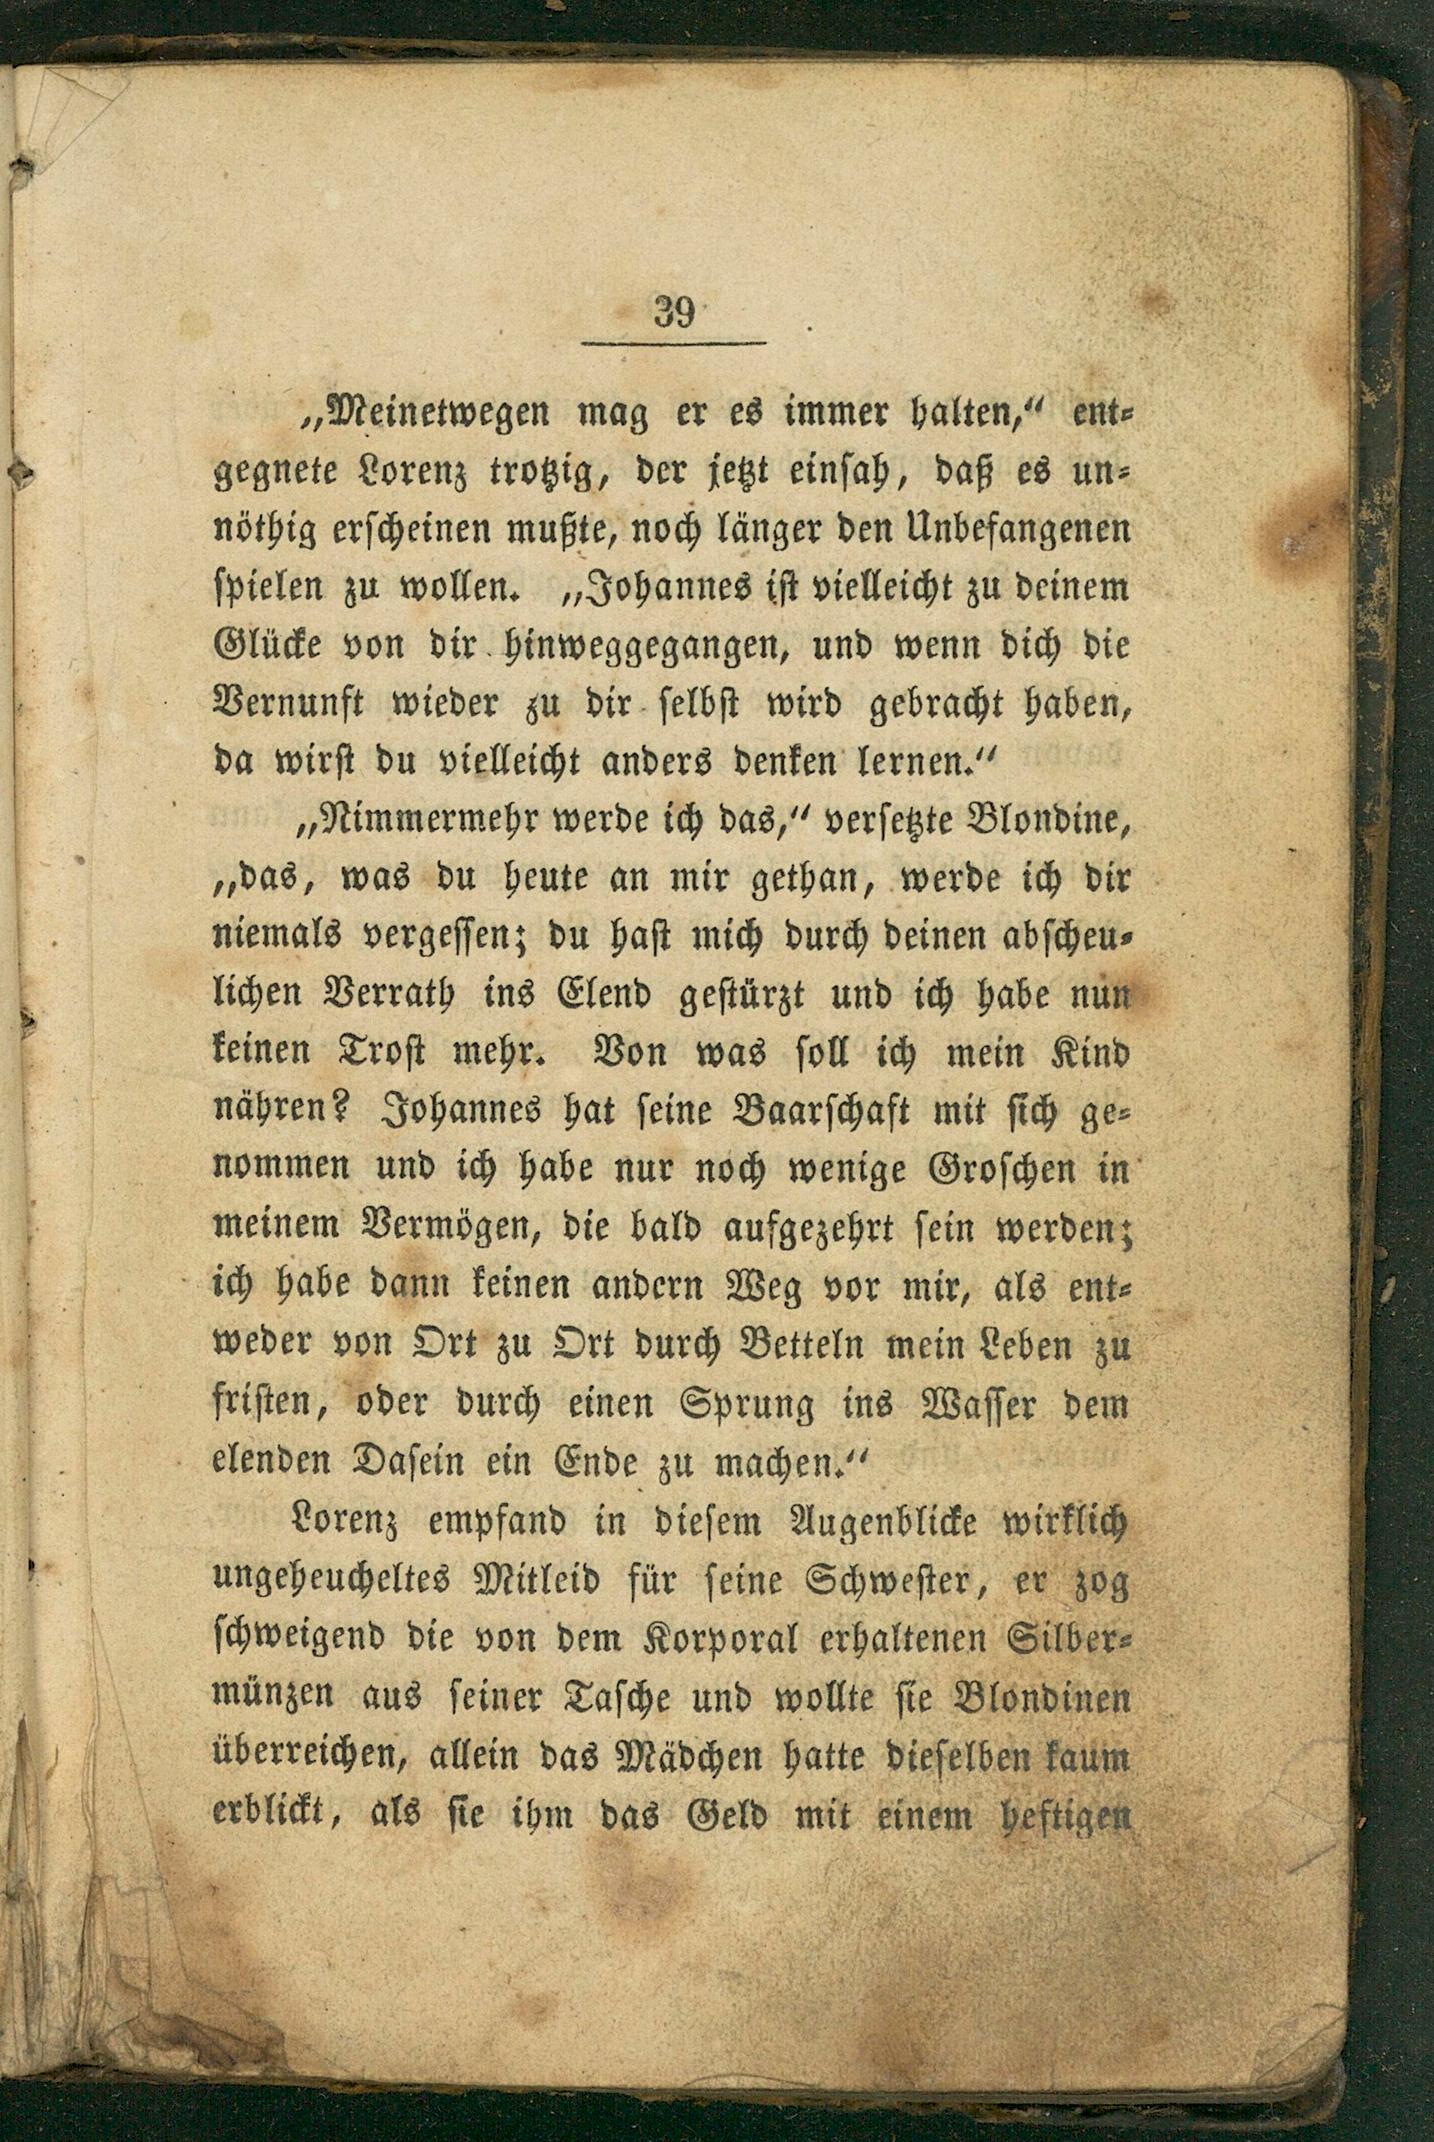 39
„Meinetwegen mag er es immer halten,“ ent-
gegnete Lorenz trotzig, der jetzt einsah, daß es un-
nöthig erscheinen mußte, noch länger den Unbefangenen
spielen zu wollen. „Johannes ist vielleicht zu deinem
Glücke von dir hinweggegangen, und wenn dich die
Vernunft wieder zu dir selbst wird gebracht haben,
da wirst du vielleicht anders denken lernen.“
„Nimmermehr werde ich das,“ versetzte Blondine,
„das, was du heute an mir gethan, werde ich dir
niemals vergessen; du hast mich durch deinen abscheu-
lichen Verrath ins Elend gestürzt und ich habe nun
keinen Trost mehr. Von was soll ich mein Kind
nähren? Johannes hat seine Baarschaft mit sich ge-
nommen und ich habe nur noch wenige Groschen in
meinem Vermögen, die bald aufgezehrt sein werden;
ich habe dann keinen andern Weg vor mir, als ent-
weder von Ort zu Ort durch Betteln mein Leben zu
fristen, oder durch einen Sprung ins Wasser dem
elenden Dasein ein Ende zu machen.“
Lorenz empfand in diesem Augenblicke wirklich
ungeheucheltes Mitleid für seine Schwester, er zog
schweigend die von dem Korporal erhaltenen Silber-
münzen aus seiner Tasche und wollte sie Blondinen
überreichen, allein das Mädchen hatte dieselben kaum
erblickt, als sie ihm das Geld mit einem heftigen